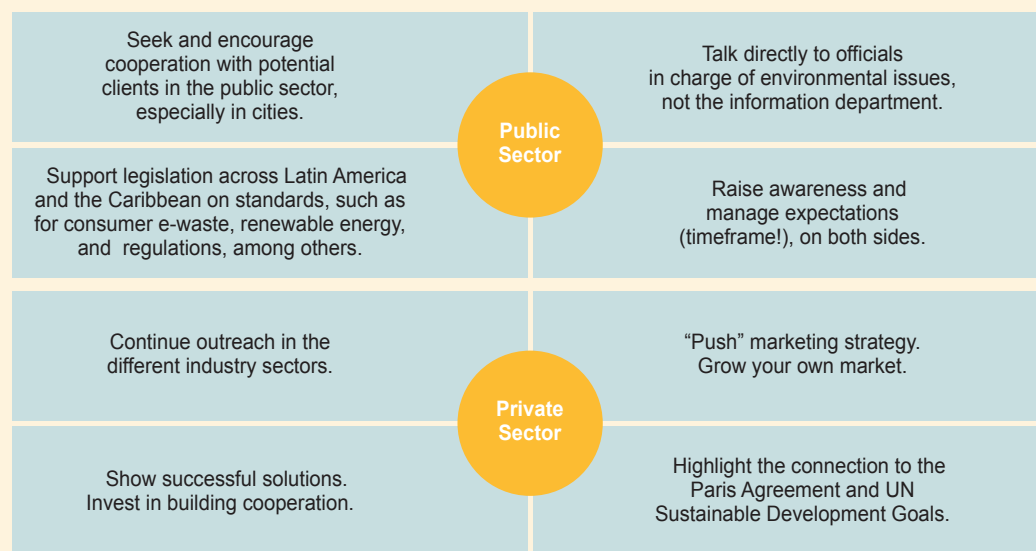 Seek and encourage
cooperation with potential
clients in the public sector,
especially in cities.
Talk directly to officials
in charge of environmental issues,
not the information department.
Public
Sector
Support legislation across Latin America
and the Caribbean on standards, such as
for consumer e-waste, renewable energy,
and regulations, among others.
Raise awareness and
manage expectations
(timeframe!), on both sides.
Continue outreach in the
different industry sectors.
“Push” marketing strategy.
Grow your own market.
Private
Sector
Show successful solutions.
Invest in building cooperation.
Highlight the connection to the
Paris Agreement and UN
Sustainable Development Goals.